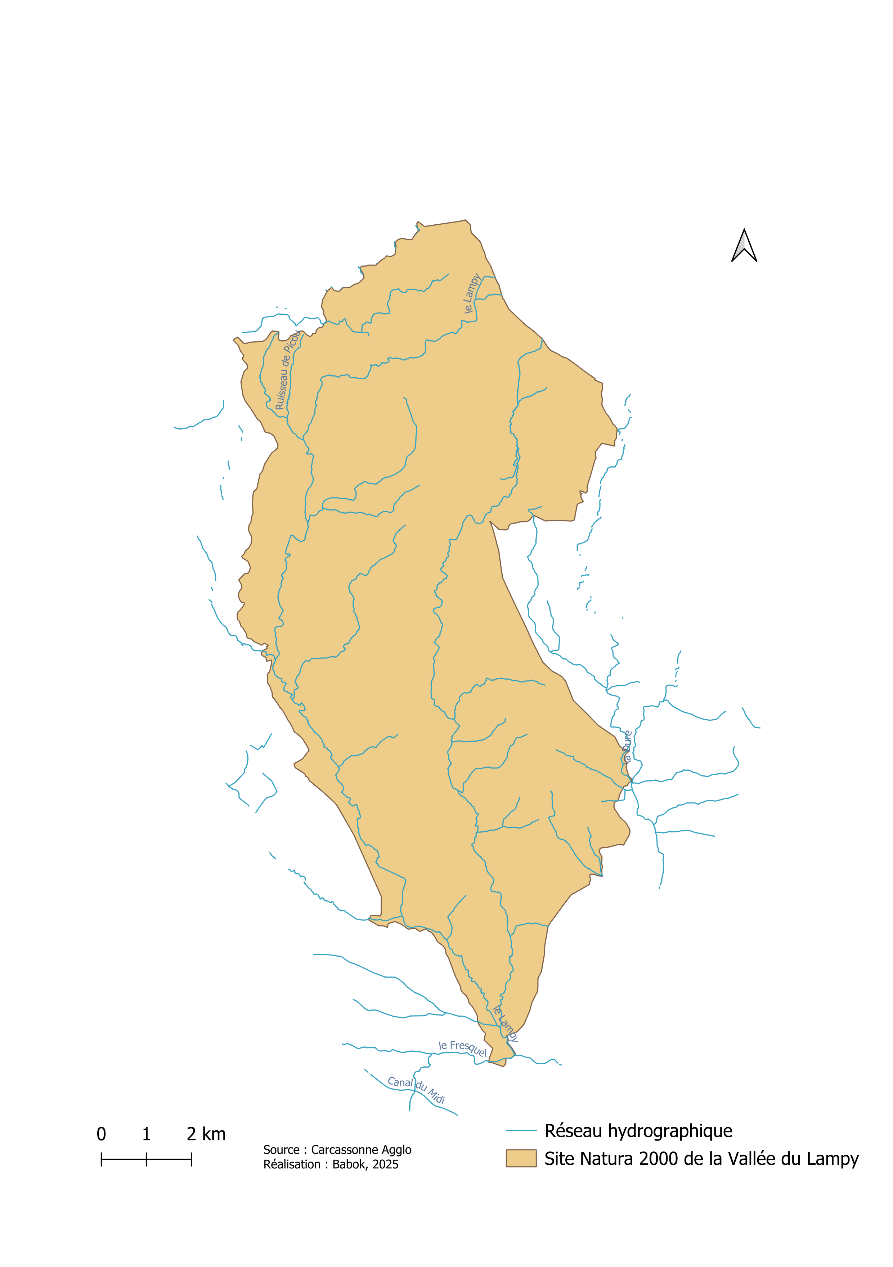 le Lampy
Ruisseau de Picou
la Dure
le Lampy
le Fresquel
Canal du Midi
0 1 2 km
Source : Carcassonne Agglo
Réalisation : Babok, 2025
Réseau hydrographique
Site Natura 2000 de la Vallée du Lampy